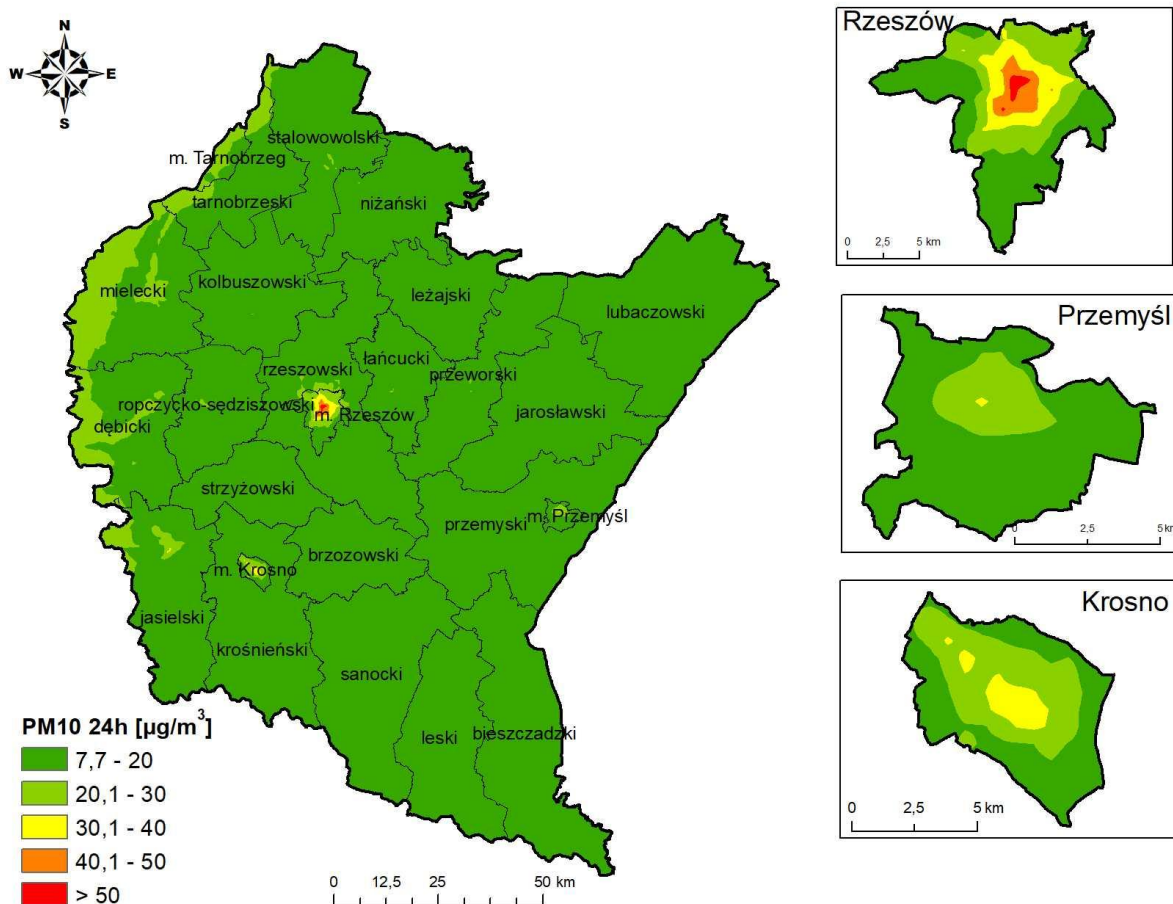 N
W E
S
stalowowolski
m. Tarnobrzeg
tarnobrzeski
niżański
mielecki
kolbuszowski
leżajski
lubaczowski
rzeszowski
łańcucki
przeworski
ropczycko-sędziszowski
m. Rzeszów
jarosławski
dębicki
strzyżowski
przemyski
m. Przemyśl
brzozowski
m. Krosno
jasielski
krośnieński
sanocki
leski
bieszczadzki
PM10 24h [µg/m³]
7,7 - 20
20,1 - 30
30,1 - 40
40,1 - 50
> 50
0 12,5 25 50 km
Rzeszów
0 2,5 5 km
Przemyśl
0 2,5 5 km
Krosno
0 2,5 5 km